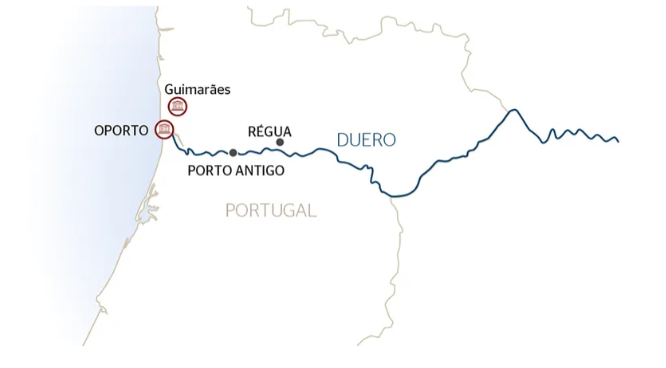 Guimarães
OPORTO
RÉGUA
DUERO
PORTO ANTIGO
PORTUGAL